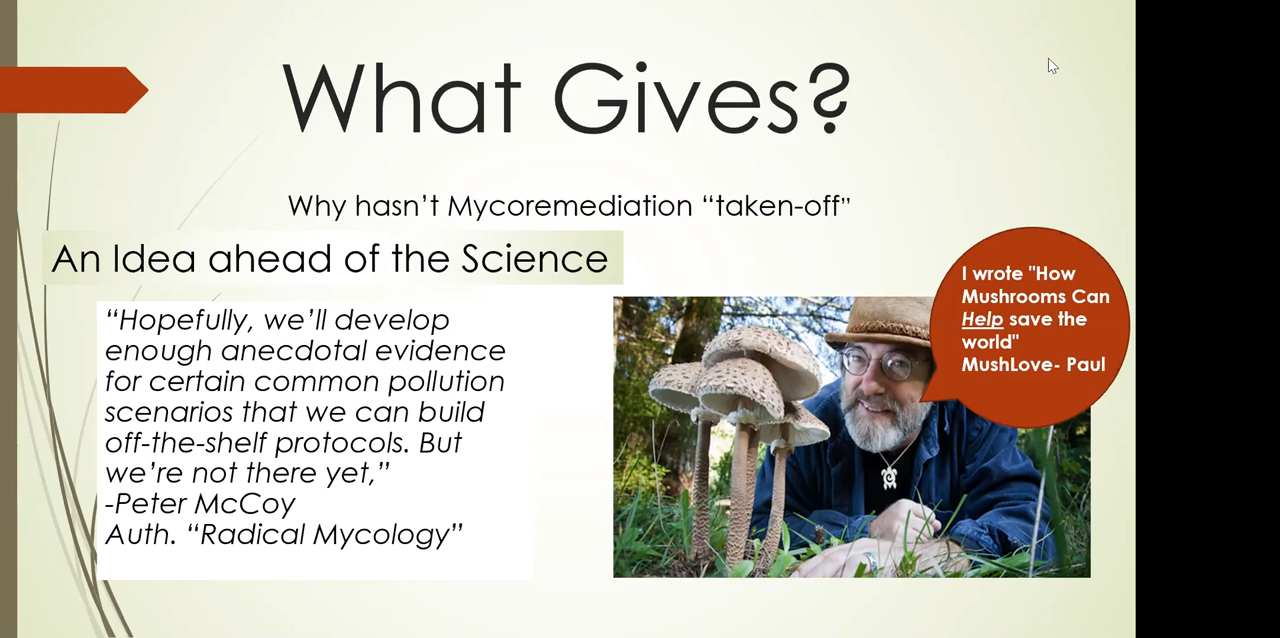 What Gives?
Why hasn’t Mycoremediation “taken-off”
An Idea ahead of the Science
“Hopefully, we’ll develop
enough anecdotal evidence
for certain common pollution
scenarios that we can build
off-the-shelf protocols. But
we’re not there yet,”
-Peter McCoy
Auth. “Radical Mycology”
I wrote "How
Mushrooms Can
Help save the
world"
MushLove- Paul